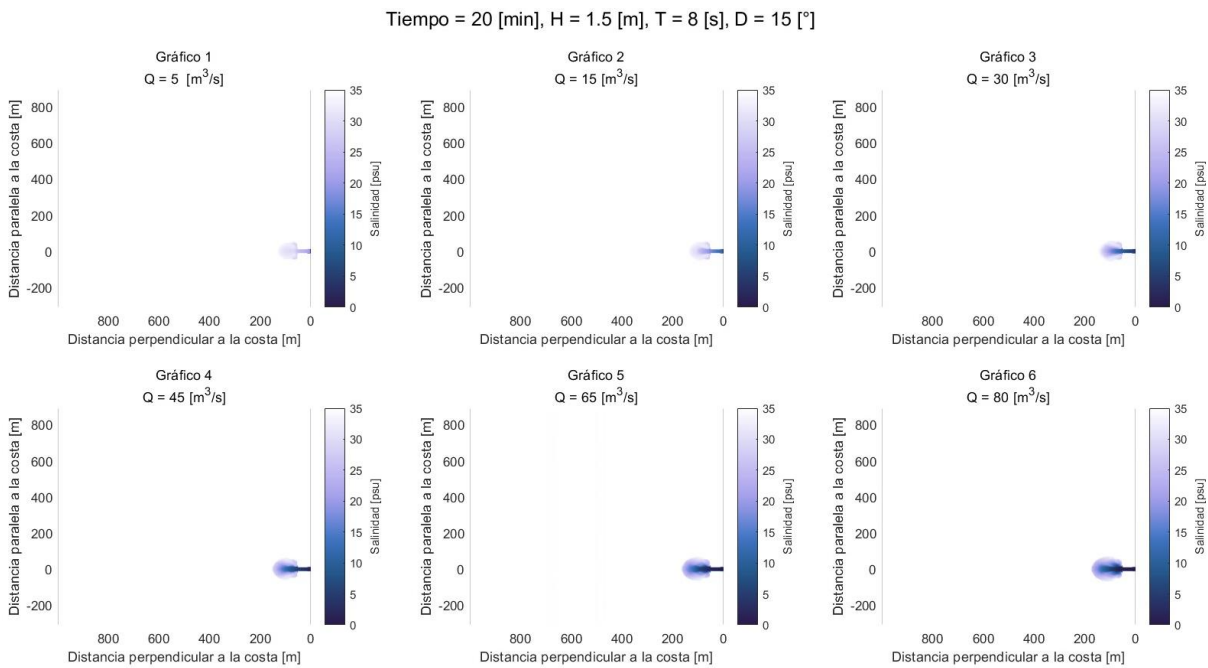 Tiempo = 20 [min], H = 1.5 [m], T = 8 [s], D = 15 [°]
Gráfico 1
Q = 5  [m³/s]
Distancia paralela a la costa [m]
800
600
400
200
0
-200
800 600 400 200 0
Distancia perpendicular a la costa [m]
35
30
25
20
15
10
5
0
Salinidad [psu]
Gráfico 2
Q = 15 [m³/s]
Distancia paralela a la costa [m]
800
600
400
200
0
-200
800 600 400 200 0
Distancia perpendicular a la costa [m]
35
30
25
20
15
10
5
0
Salinidad [psu]
Gráfico 3
Q = 30 [m³/s]
Distancia paralela a la costa [m]
800
600
400
200
0
-200
800 600 400 200 0
Distancia perpendicular a la costa [m]
35
30
25
20
15
10
5
0
Salinidad [psu]
Gráfico 4
Q = 45 [m³/s]
Distancia paralela a la costa [m]
800
600
400
200
0
-200
800 600 400 200 0
Distancia perpendicular a la costa [m]
35
30
25
20
15
10
5
0
Salinidad [psu]
Gráfico 5
Q = 65 [m³/s]
Distancia paralela a la costa [m]
800
600
400
200
0
-200
800 600 400 200 0
Distancia perpendicular a la costa [m]
35
30
25
20
15
10
5
0
Salinidad [psu]
Gráfico 6
Q = 80 [m³/s]
Distancia paralela a la costa [m]
800
600
400
200
0
-200
800 600 400 200 0
Distancia perpendicular a la costa [m]
35
30
25
20
15
10
5
0
Salinidad [psu]